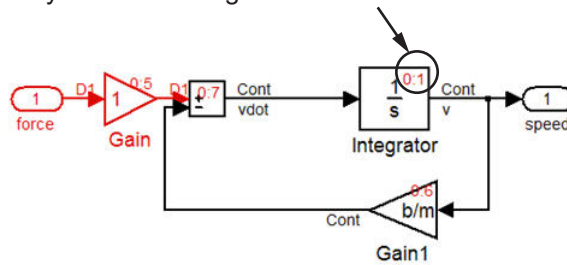 D1
0:5
D1
0:7
Cont
0:1
Cont
1
1
+
-
1
s
1
force
vdot
v
speed
Gain
Integrator
0:6
b/m
Cont
Gain1